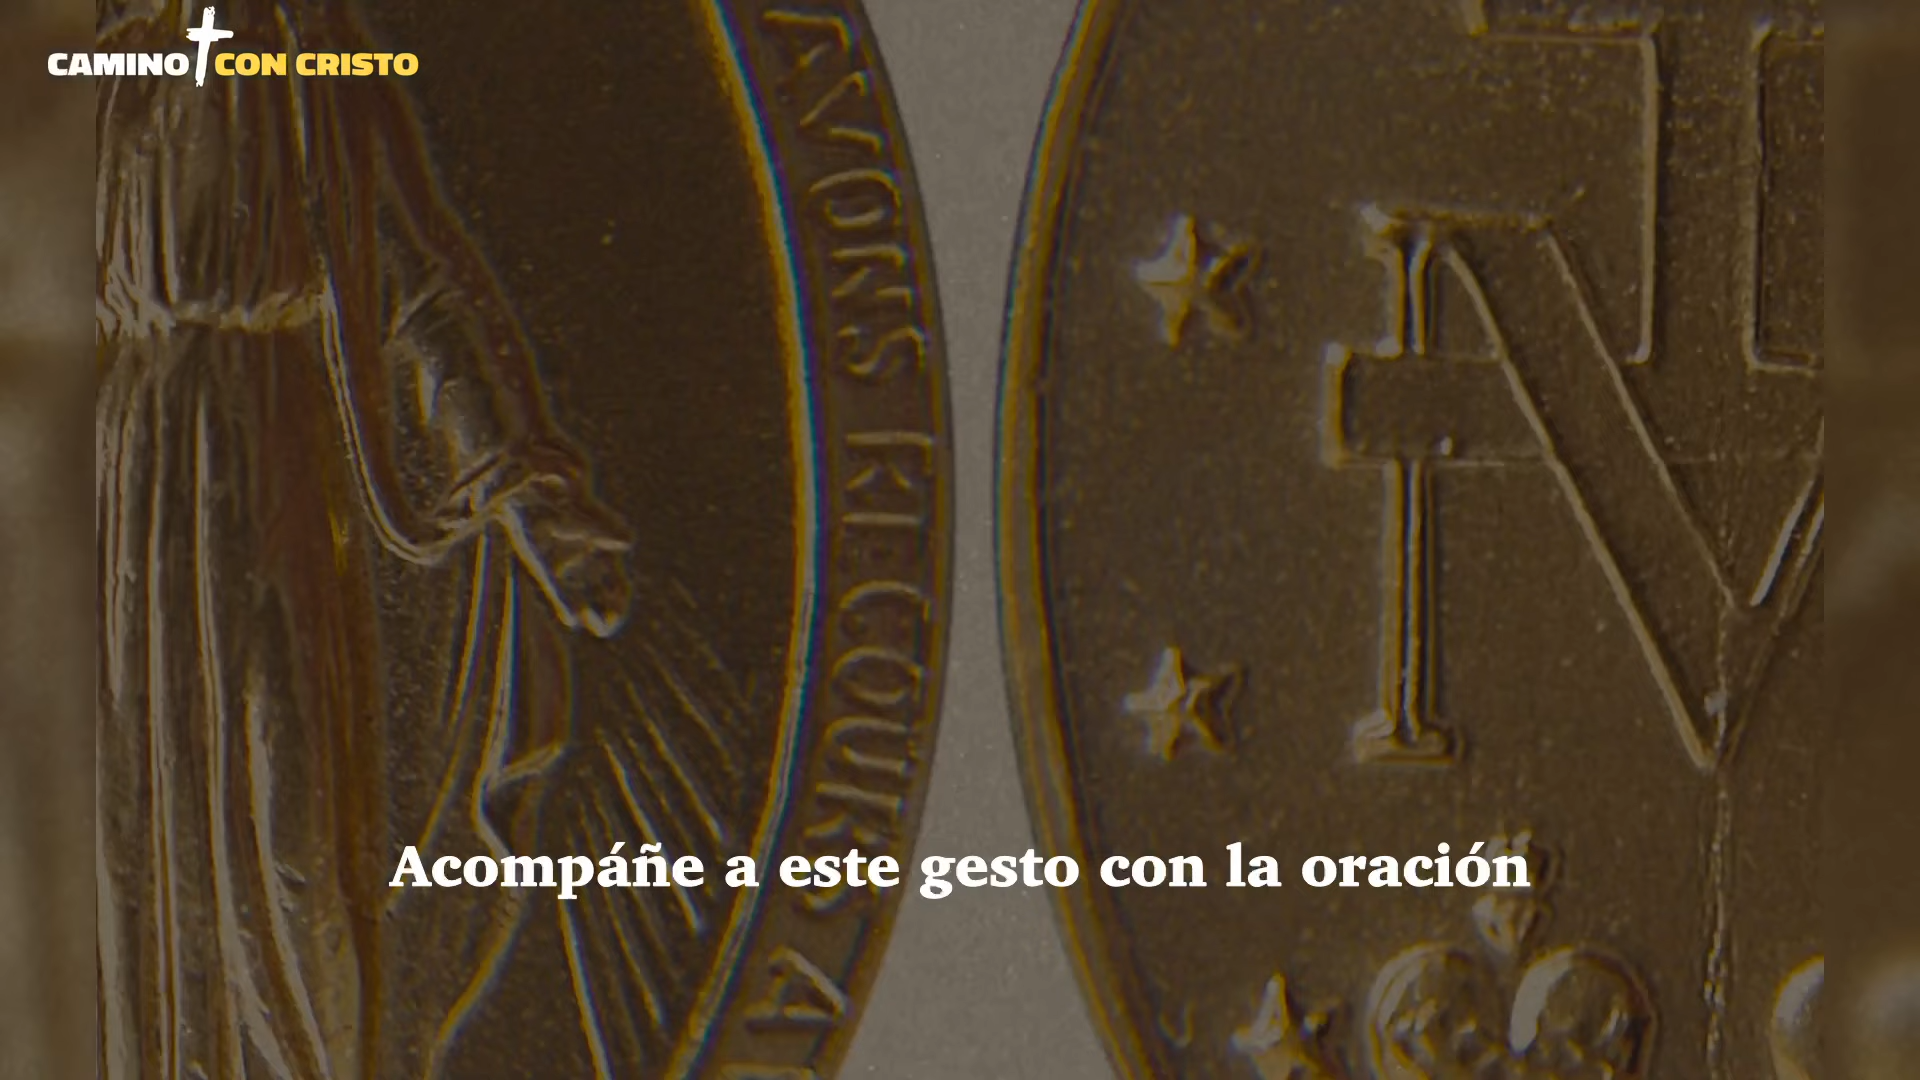 CAMINO CON CRISTO
AVONS RECOURS A
Acompáñe a este gesto con la oración